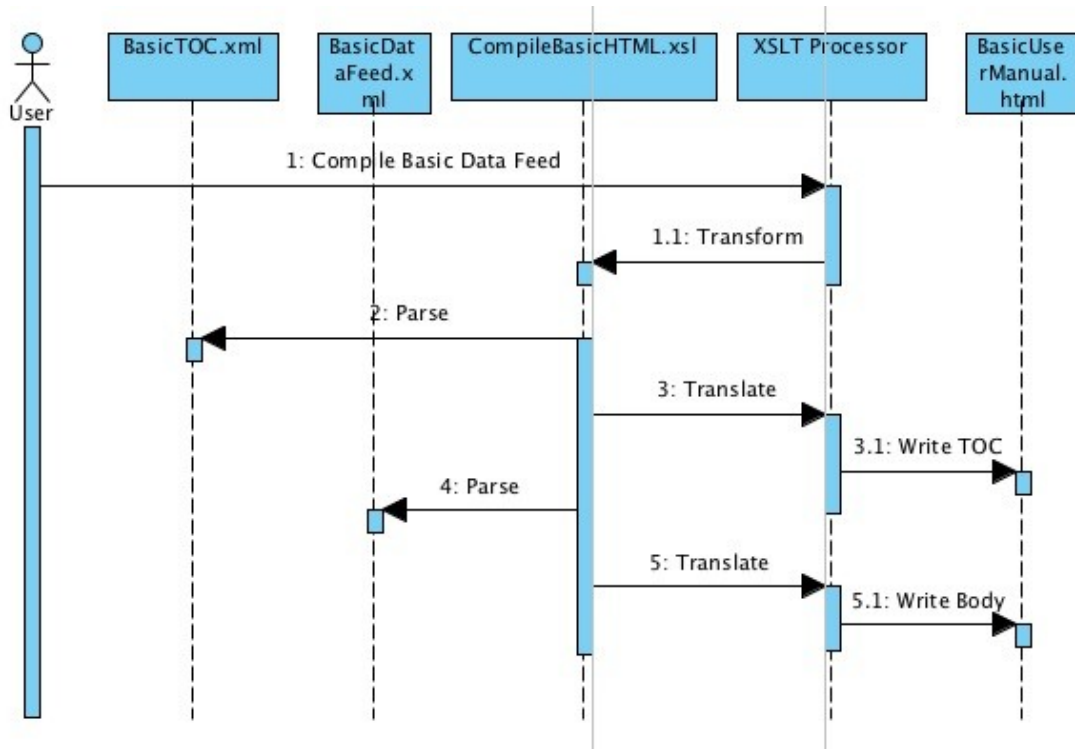 BasicTOC.xml
BasicDat
aFeed.x
ml
CompileBasicHTML.xsl
XSLT Processor
BasicUse
rManual.
html
User
1: Compile Basic Data Feed
1.1: Transform
2: Parse
3: Translate
3.1: Write TOC
4: Parse
5: Translate
5.1: Write Body